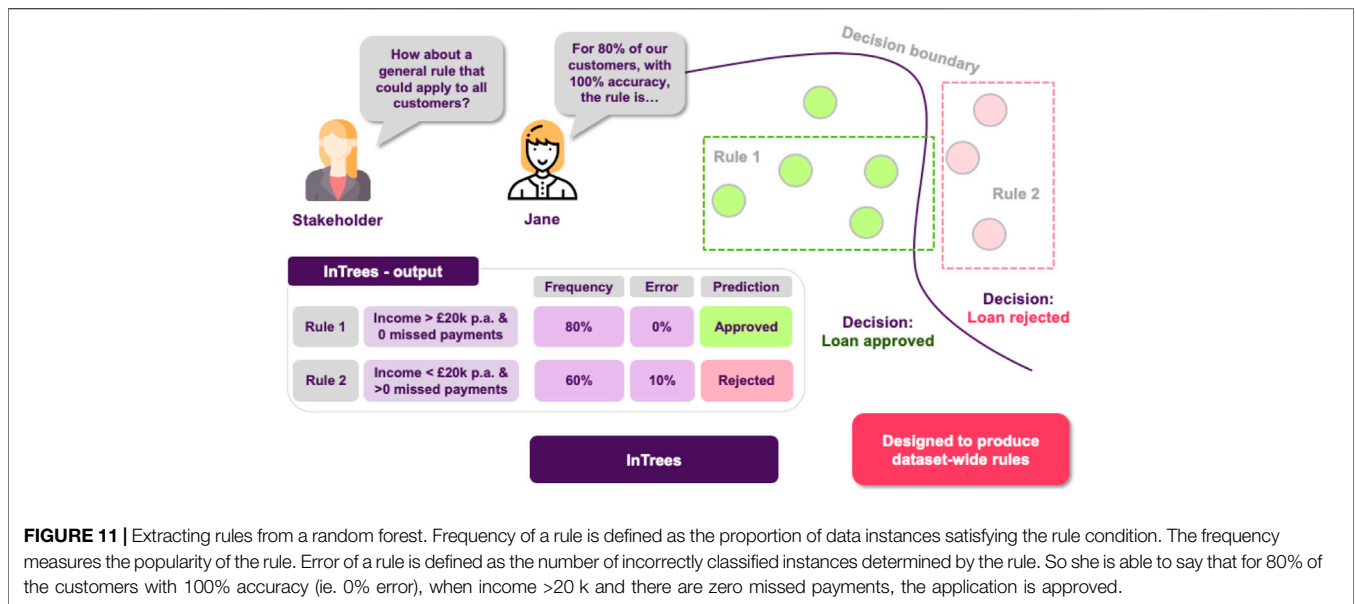 How about a
general rule that
could apply to all
customers?
For 80% of our
customers, with
100% accuracy,
the rule is...
Stakeholder
Jane
Decision boundary
Rule 1
Rule 2
Decision:
Loan approved
Decision:
Loan rejected
InTrees - output
Frequency Error Prediction
Rule 1 Income > £20k p.a. & 0 missed payments 80% 0% Approved
Rule 2 Income < £20k p.a. & >0 missed payments 60% 10% Rejected
InTrees
Designed to produce
dataset-wide rules
FIGURE 11 | Extracting rules from a random forest. Frequency of a rule is defined as the proportion of data instances satisfying the rule condition. The frequency
measures the popularity of the rule. Error of a rule is defined as the number of incorrectly classified instances determined by the rule. So she is able to say that for 80% of
the customers with 100% accuracy (ie. 0% error), when income >20 k and there are zero missed payments, the application is approved.